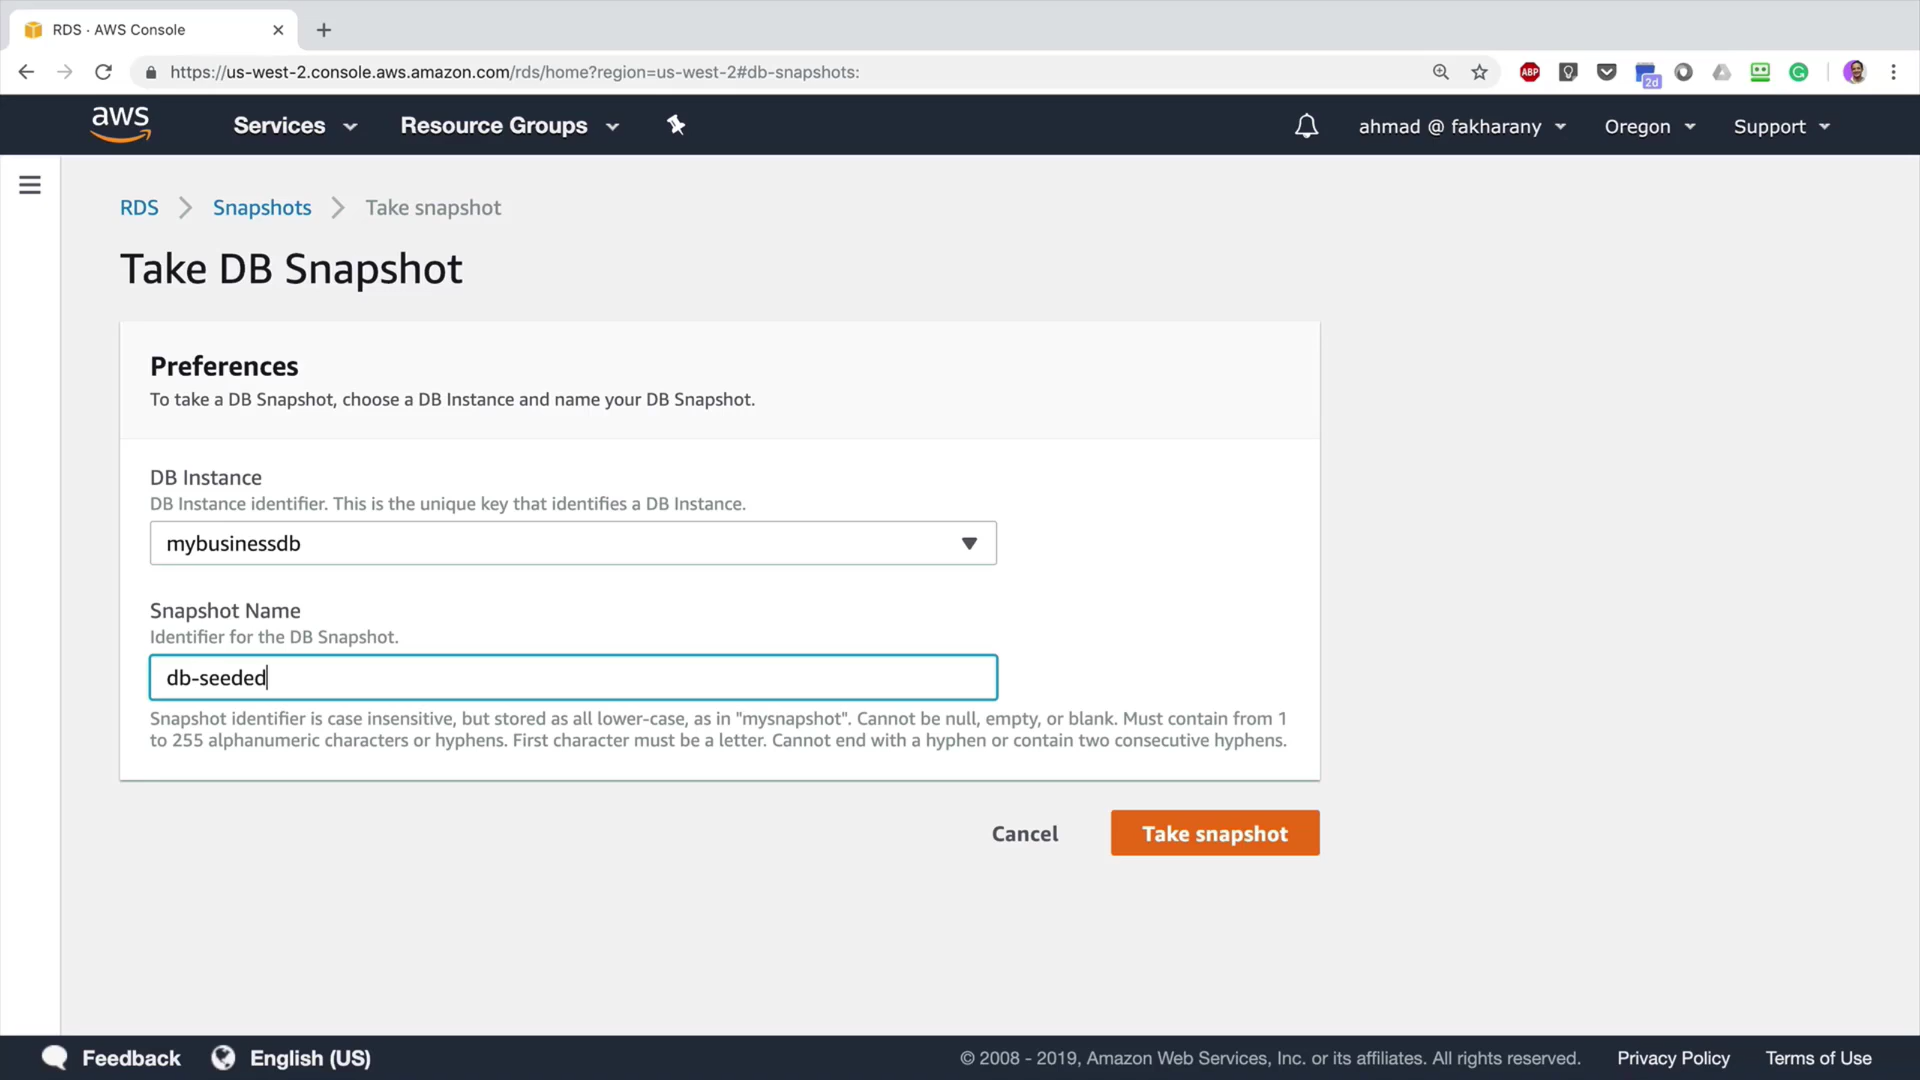 RDS · AWS Console
https://us-west-2.console.aws.amazon.com/rds/home?region=us-west-2#db-snapshots:
ABP
2d
aws
Services
Resource Groups
ahmad @ fakharany
Oregon
Support
RDS
Snapshots
Take snapshot
Take DB Snapshot
Preferences
To take a DB Snapshot, choose a DB Instance and name your DB Snapshot.
DB Instance
DB Instance identifier. This is the unique key that identifies a DB Instance.
mybusinessdb
Snapshot Name
Identifier for the DB Snapshot.
db-seeded
Snapshot identifier is case insensitive, but stored as all lower-case, as in "mysnapshot". Cannot be null, empty, or blank. Must contain from 1
to 255 alphanumeric characters or hyphens. First character must be a letter. Cannot end with a hyphen or contain two consecutive hyphens.
Cancel
Take snapshot
Feedback
English (US)
© 2008 - 2019, Amazon Web Services, Inc. or its affiliates. All rights reserved.
Privacy Policy
Terms of Use